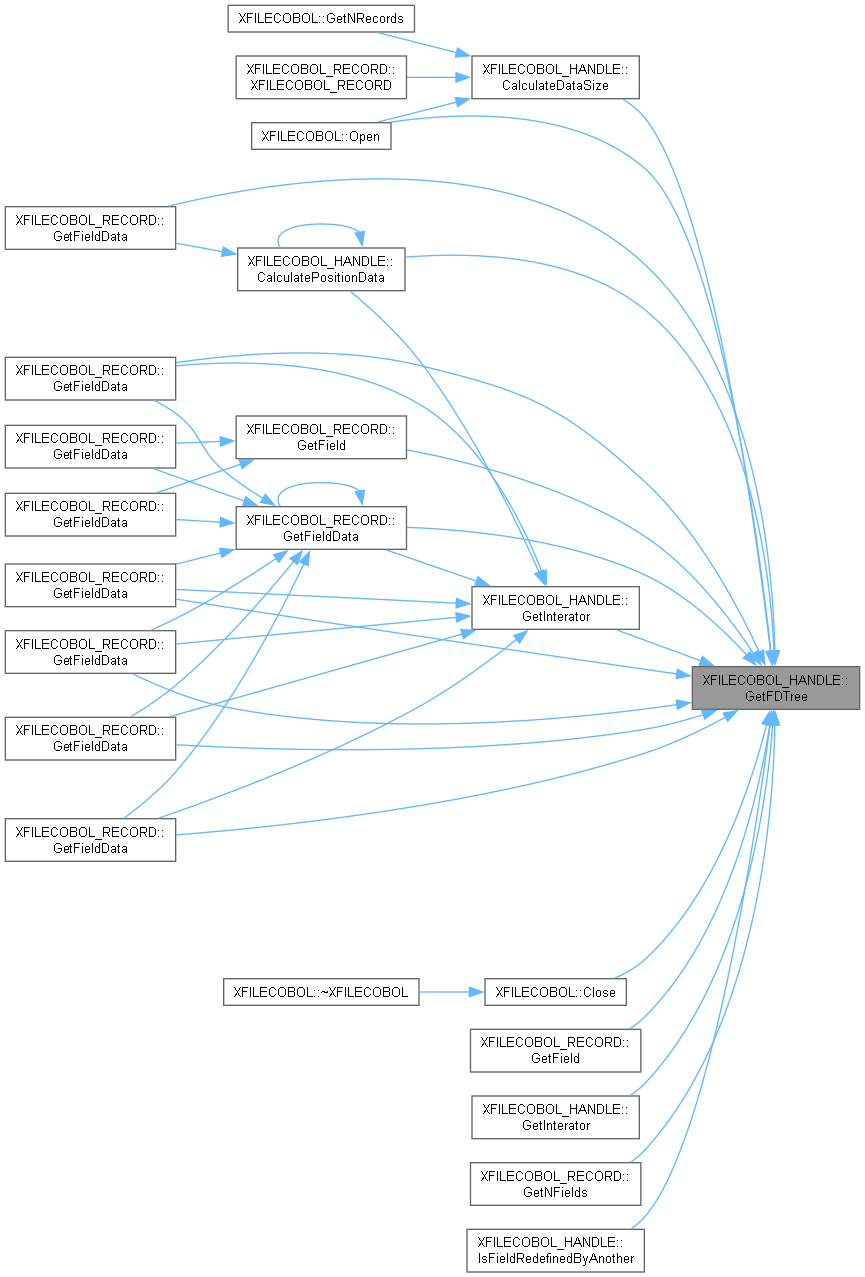 XFILECOBOL::GetNRecords
XFILECOBOL_RECORD::
XFILECOBOL_RECORD
XFILECOBOL_HANDLE::
CalculateDataSize
XFILECOBOL::Open
XFILECOBOL_RECORD::
GetFieldData
XFILECOBOL_HANDLE::
CalculatePositionData
XFILECOBOL_RECORD::
GetFieldData
XFILECOBOL_RECORD::
GetField
XFILECOBOL_RECORD::
GetFieldData
XFILECOBOL_RECORD::
GetFieldData
XFILECOBOL_RECORD::
GetFieldData
XFILECOBOL_RECORD::
GetFieldData
XFILECOBOL_HANDLE::
GetInterator
XFILECOBOL_RECORD::
GetFieldData
XFILECOBOL_HANDLE::
GetFDTree
XFILECOBOL_RECORD::
GetFieldData
XFILECOBOL_RECORD::
GetFieldData
XFILECOBOL::~XFILECOBOL
XFILECOBOL::Close
XFILECOBOL_RECORD::
GetField
XFILECOBOL_HANDLE::
GetInterator
XFILECOBOL_RECORD::
GetNFields
XFILECOBOL_HANDLE::
IsFieldRedefinedByAnother